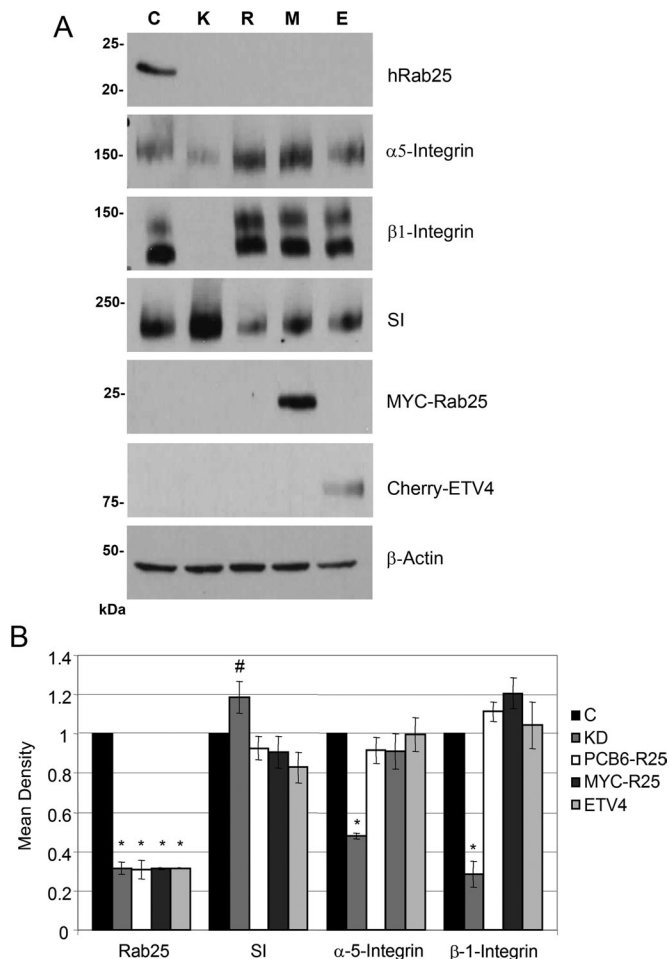 A
C K R M E
25-
20-
hRab25
150-
α5-Integrin
150-
β1-Integrin
250-
SI
25-
MYC-Rab25
75-
Cherry-ETV4
50-
β-Actin
kDa
B
Mean Density
1.4
1.2
1
0.8
0.6
0.4
0.2
0
* * * *
#
*
*
Rab25 SI α-5-Integrin β-1-Integrin
C
KD
PCB6-R25
MYC-R25
ETV4